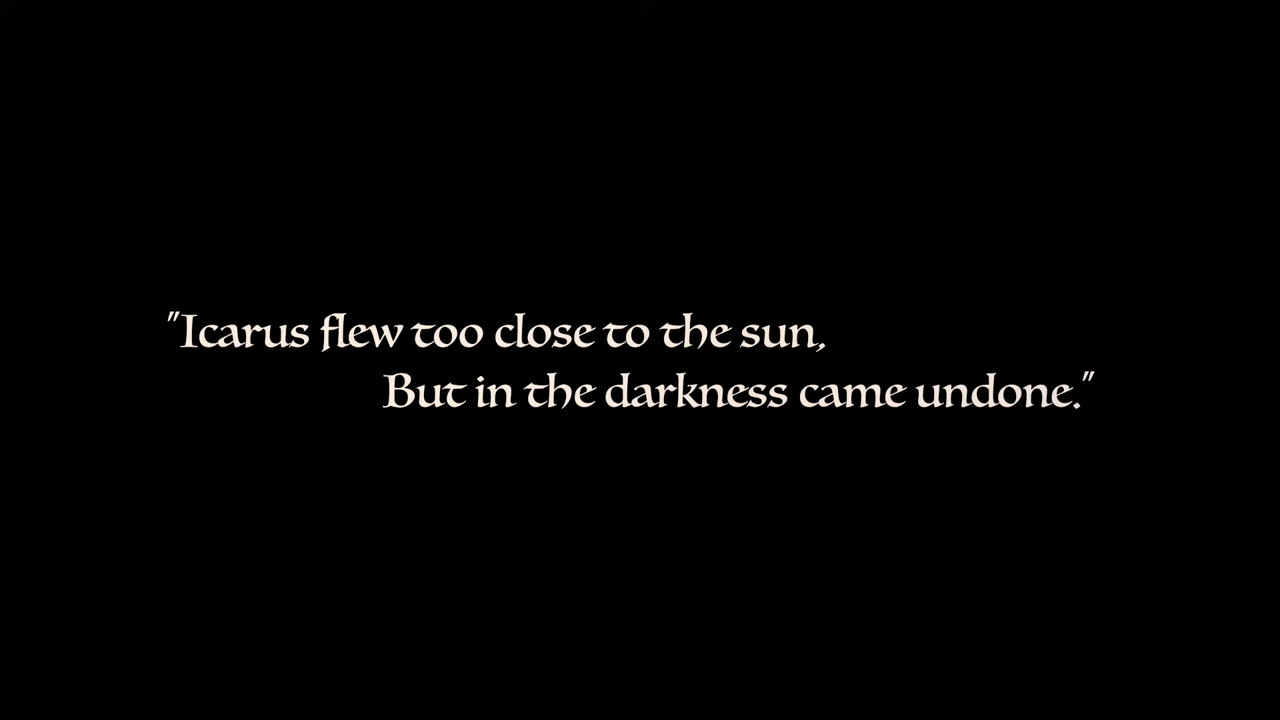 "Icarus flew too close to the sun,
But in the darkness came undone."